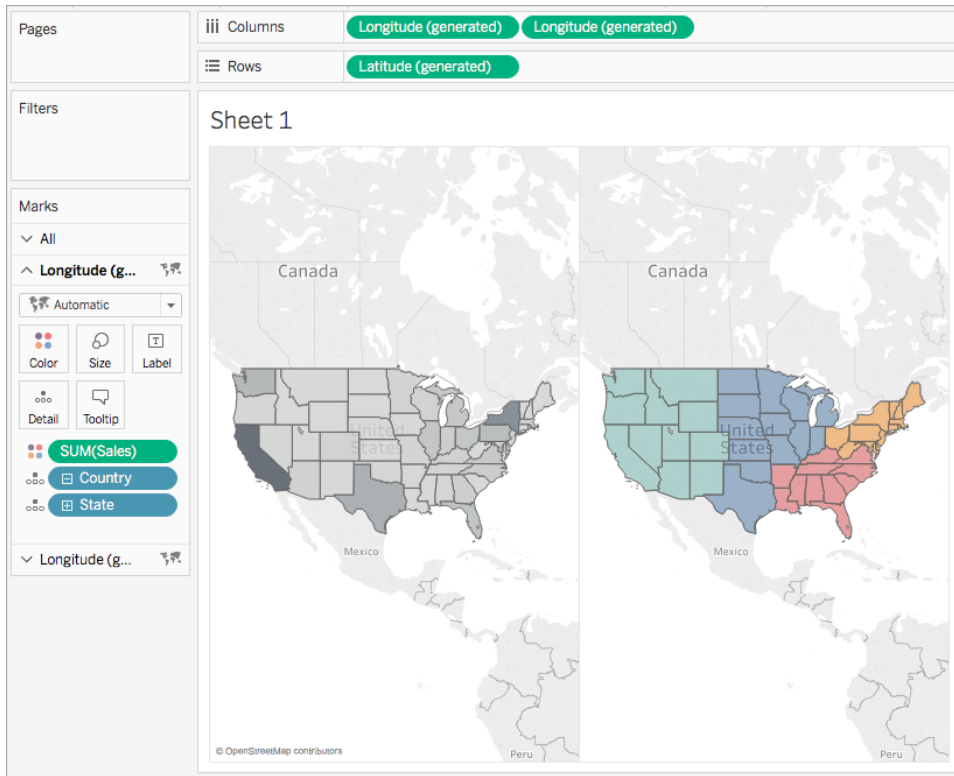 Pages
Columns
Longitude (generated)
Longitude (generated)
Rows
Latitude (generated)
Filters
Sheet 1
Marks
All
Longitude (g...
Automatic
Color
Size
T
Label
Detail
Tooltip
SUM(Sales)
Country
State
Longitude (g...
Canada
United
States
Mexico
Peru
© OpenStreetMap contributors
Canada
United
States
Mexico
Peru